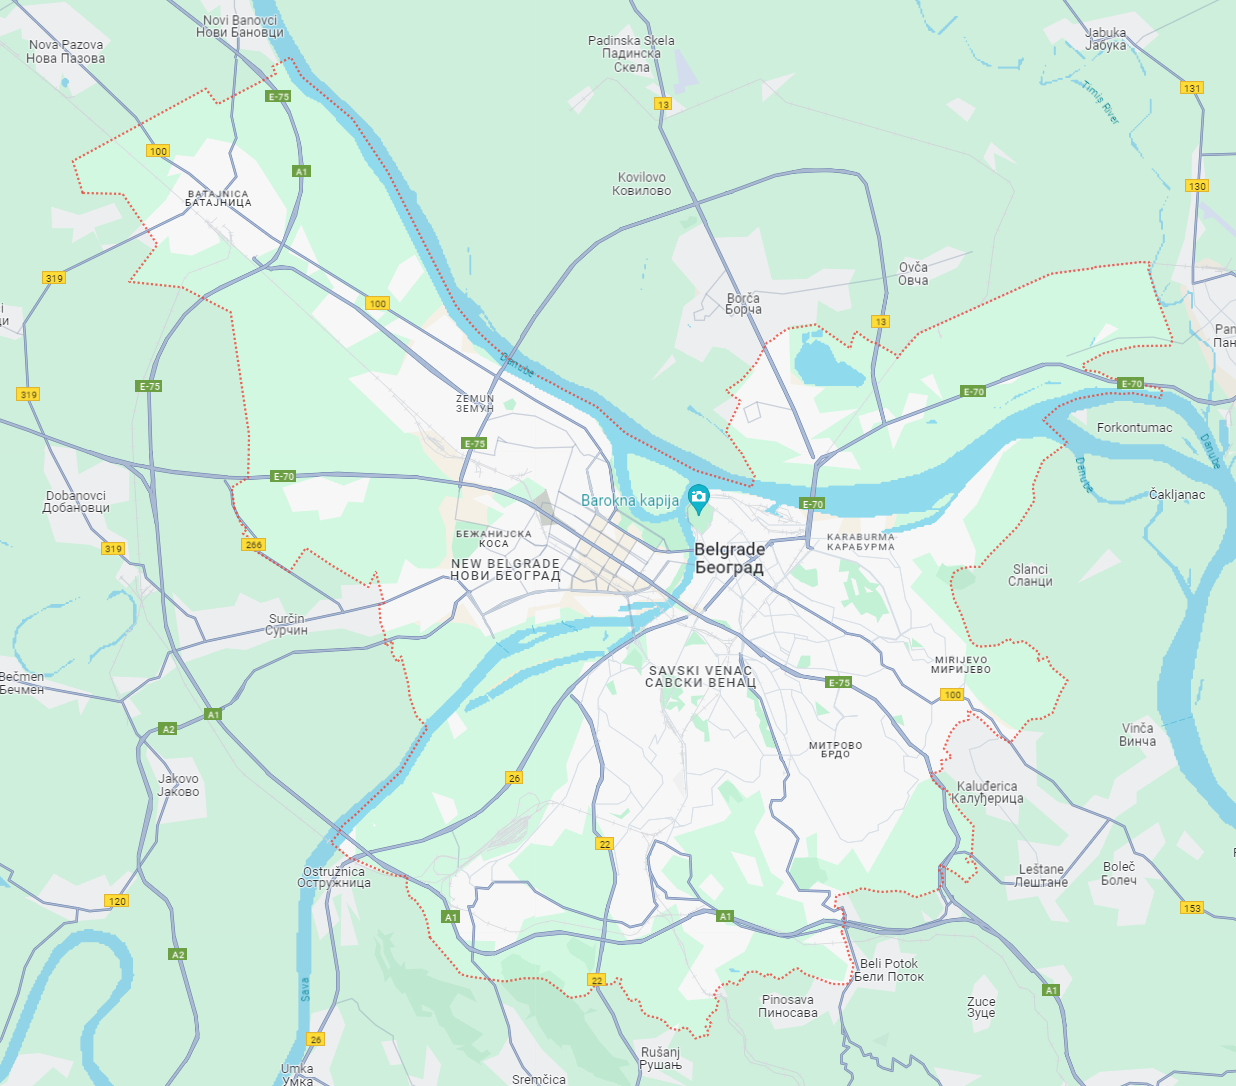 Novi Banovci
Нови Бановци
Nova Pazova
Нова Пазова
Padinska Skela
Падинска
Скела
Jabuka
Јабука
Timiș River
131
E-75
13
100
A1
130
Kovilovo
Ковилово
BATAJNICA
БАТАЈНИЦА
319
Ovča
Овча
100
Borča
Борча
13
Danube
E-75
319
E-70
E-70
ZEMUN
ЗЕМУН
Forkontumac
E-75
Danube
Danube
E-70
Dobanovci
Добановци
Barokna kapija
E-70
Čakljanac
319
266
БЕЖАНИЈСКА
КОСА
KARABURMA
КАРАБУРМА
Belgrade
Београд
NEW BELGRADE
НОВИ БЕОГРАД
Slanci
Сланци
Surčin
Сурчин
Bečmen
Бечмен
SAVSKI VENAC
САВСКИ ВЕНАЦ
MIRIJEVO
МИРИЈЕВО
E-75
100
A1
A2
Vinča
Винча
МИТРОВО
БРДО
26
Jakovo
Јаково
Kaluđerica
Калуђерица
22
Ostružnica
Остружница
Leštane
Лештане
Boleč
Болеч
120
A1
A1
153
A2
Beli Potok
Бели Поток
22
Sava
A1
Pinosava
Пиносава
Zuce
Зуце
26
Rušanj
Рушањ
Umka
Умка
Sremčica